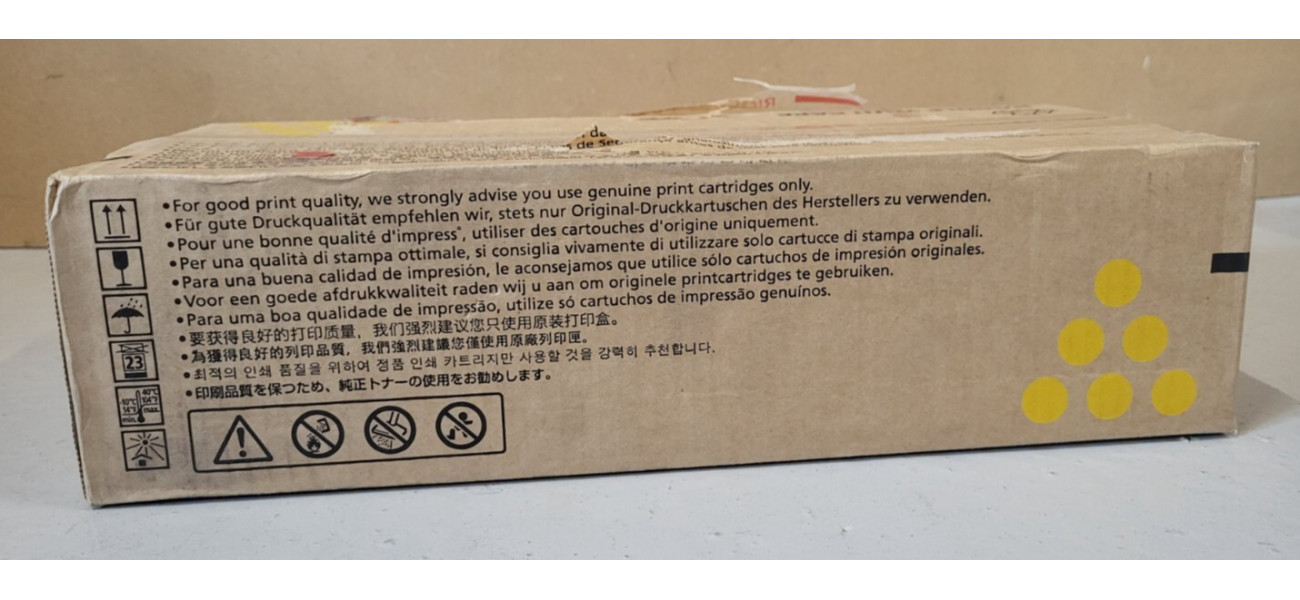 RI
da
de Ser
• For good print quality, we strongly advise you use genuine print cartridges only.
• Für gute Druckqualität empfehlen wir, stets nur Original-Druckkartuschen des Herstellers zu verwenden.
• Pour une bonne qualité d'impress°, utiliser des cartouches d'origine uniquement.
• Per una qualità di stampa ottimale, si consiglia vivamente di utilizzare solo cartucce di stampa originali.
• Para una buena calidad de impresión, le aconsejamos que utilice sólo cartuchos de impresión originales.
• Voor een goede afdrukkwaliteit raden wij u aan om originele printcartridges te gebruiken.
• Para uma boa qualidade de impressão, utilize só cartuchos de impressão genuínos.
• 要获得良好的打印质量，我们强烈建议您只使用原装打印盒。
• 為獲得良好的列印品質，我們強烈建議您僅使用原廠列印匣。
• 최적의 인쇄 품질을 위하여 정품 인쇄 카트리지만 사용할 것을 강력히 추천합니다.
• 印刷品質を保つため、純正トナーの使用をお勧めします。
23
-10°C 40°C
14°F 104°F
min. max.